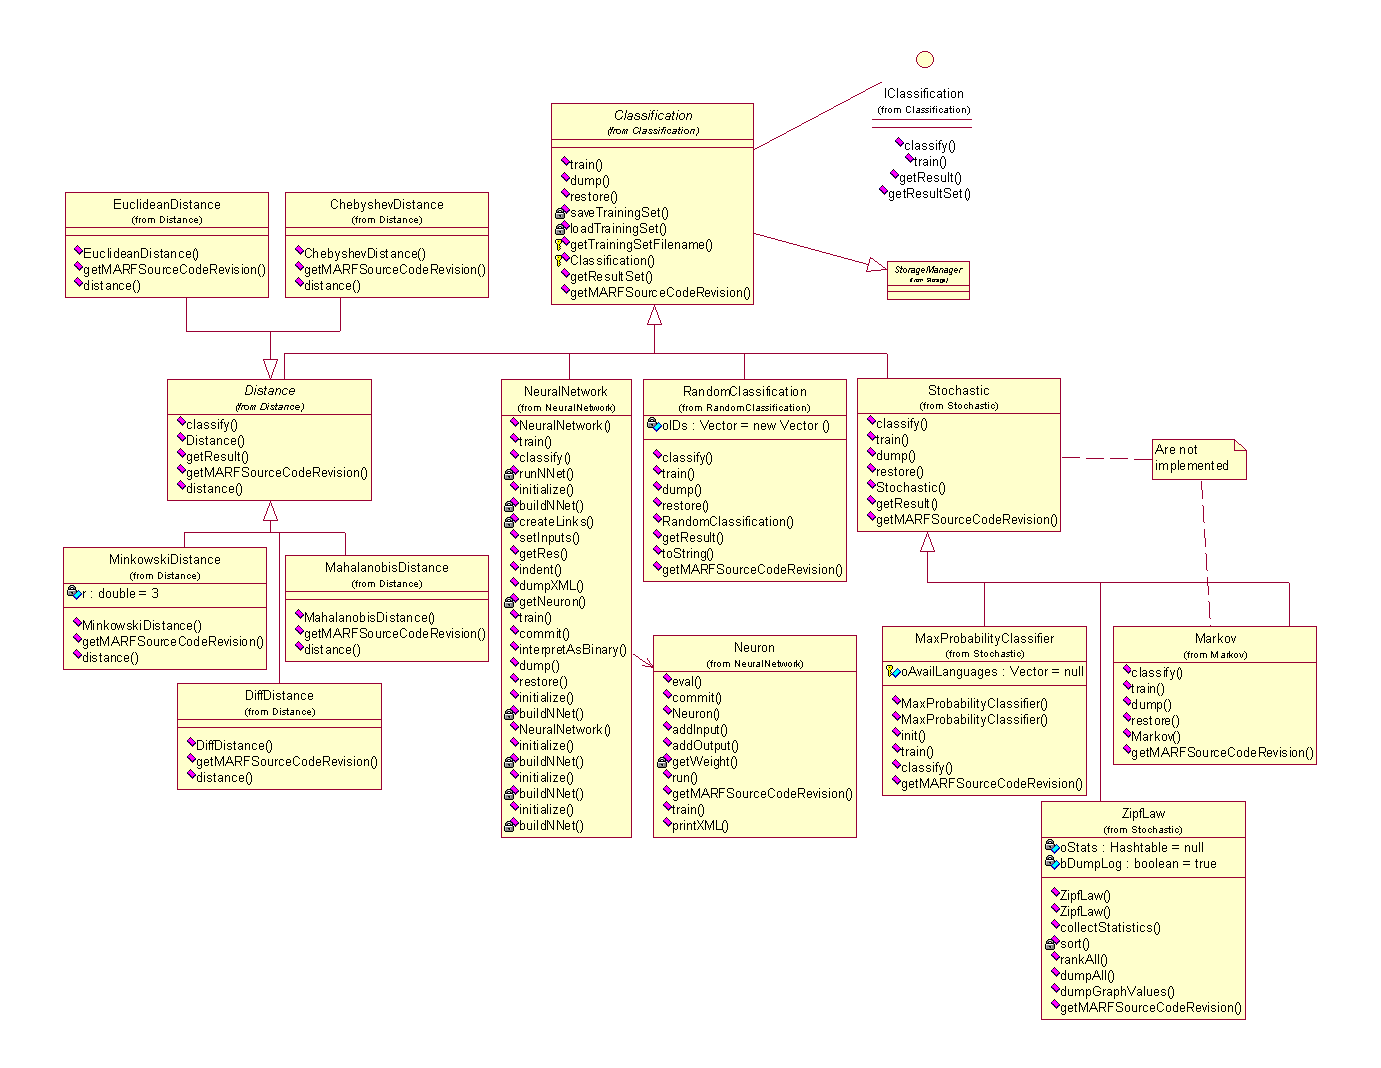 IClassification
(from Classification)
classify()
train()
getResult()
getResultSet()
Classification
(from Classification)
train()
dump()
restore()
saveTrainingSet()
loadTrainingSet()
getTrainingSetFilename()
Classification()
getResultSet()
getMARFSourceCodeRevision()
StorageManager
(from Storage)
EuclideanDistance
(from Distance)
EuclideanDistance()
getMARFSourceCodeRevision()
distance()
ChebyshevDistance
(from Distance)
ChebyshevDistance()
getMARFSourceCodeRevision()
distance()
Distance
(from Distance)
classify()
Distance()
getResult()
getMARFSourceCodeRevision()
distance()
NeuralNetwork
(from NeuralNetwork)
NeuralNetwork()
train()
classify()
runNNet()
initialize()
buildNNet()
createLinks()
setInputs()
getRes()
indent()
dumpXML()
getNeuron()
train()
commit()
interpretAsBinary()
dump()
restore()
initialize()
buildNNet()
NeuralNetwork()
initialize()
buildNNet()
initialize()
buildNNet()
initialize()
buildNNet()
RandomClassification
(from RandomClassification)
oIDs : Vector = new Vector ()
classify()
train()
dump()
restore()
RandomClassification()
getResult()
toString()
getMARFSourceCodeRevision()
Stochastic
(from Stochastic)
classify()
train()
dump()
restore()
Stochastic()
getResult()
getMARFSourceCodeRevision()
Are not
implemented
MinkowskiDistance
(from Distance)
r : double = 3
MinkowskiDistance()
getMARFSourceCodeRevision()
distance()
MahalanobisDistance
(from Distance)
MahalanobisDistance()
getMARFSourceCodeRevision()
distance()
DiffDistance
(from Distance)
DiffDistance()
getMARFSourceCodeRevision()
distance()
Neuron
(from NeuralNetwork)
eval()
commit()
Neuron()
addInput()
addOutput()
getWeight()
run()
getMARFSourceCodeRevision()
train()
printXML()
MaxProbabilityClassifier
(from Stochastic)
oAvailLanguages : Vector = null
MaxProbabilityClassifier()
MaxProbabilityClassifier()
init()
train()
classify()
getMARFSourceCodeRevision()
Markov
(from Markov)
classify()
train()
dump()
restore()
Markov()
getMARFSourceCodeRevision()
ZipfLaw
(from Stochastic)
oStats : Hashtable = null
bDumpLog : boolean = true
ZipfLaw()
ZipfLaw()
collectStatistics()
sort()
rankAll()
dumpAll()
dumpGraphValues()
getMARFSourceCodeRevision()